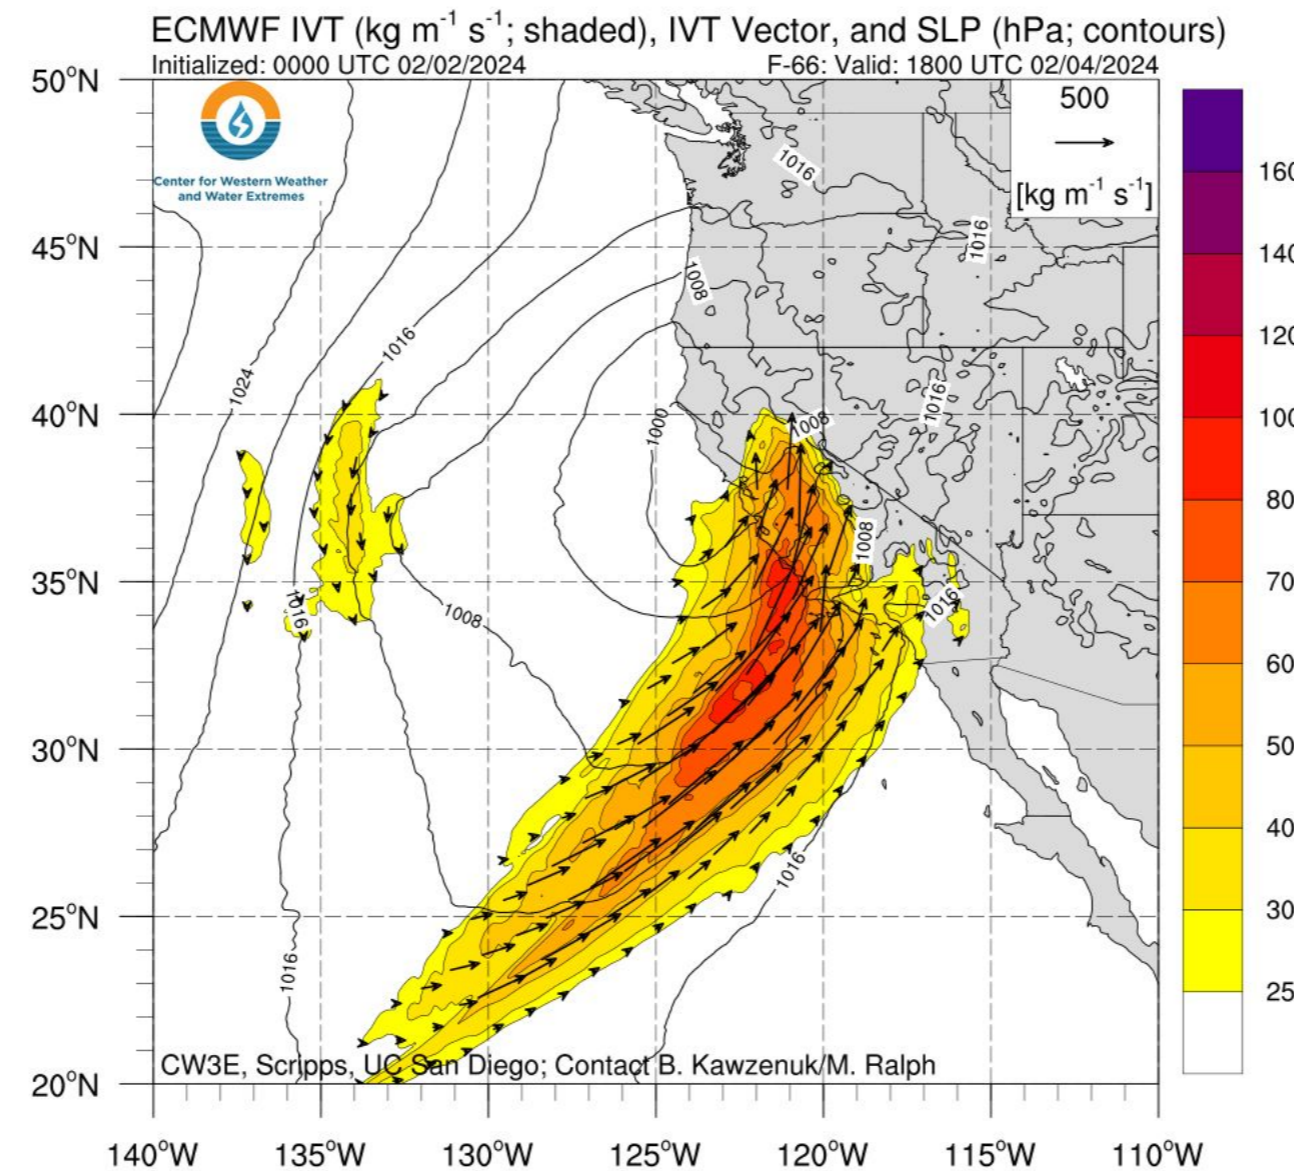 ECMWF IVT (kg m⁻¹ s⁻¹; shaded), IVT Vector, and SLP (hPa; contours)
Initialized: 0000 UTC 02/02/2024 F-66: Valid: 1800 UTC 02/04/2024
50°N
45°N
40°N
35°N
30°N
25°N
20°N
Center for Western Weather
and Water Extremes
500
[kg m⁻¹ s⁻¹]
1016
1016
1008
1016
1024
1016
1000
1008
1008
1016
1008
1016
1016
1016
CW3E, Scripps, UC San Diego; Contact B. Kawzenuk/M. Ralph
140°W 135°W 130°W 125°W 120°W 115°W 110°W
160
140
120
100
80
70
60
50
40
30
25